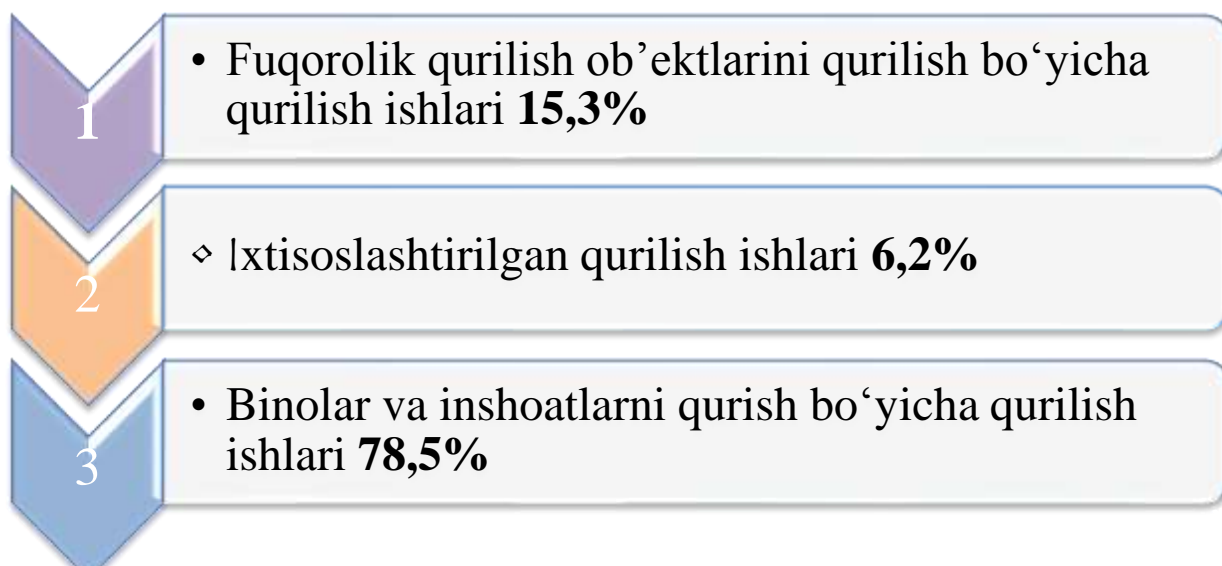 1
• Fuqorolik qurilish ob’ektlarini qurilish bo‘yicha
qurilish ishlari 15,3%
2
◇ Ixtisoslashtirilgan qurilish ishlari 6,2%
3
• Binolar va inshoatlarni qurish bo‘yicha qurilish
ishlari 78,5%